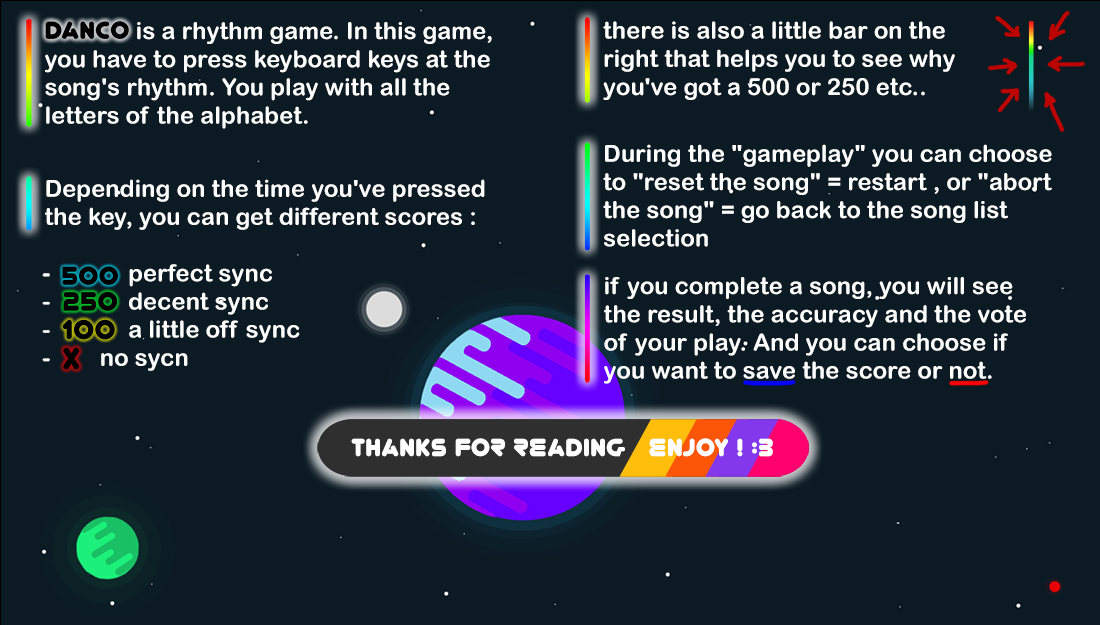 DANCO is a rhythm game. In this game,
you have to press keyboard keys at the
song's rhythm. You play with all the
letters of the alphabet.
Depending on the time you've pressed
the key, you can get different scores :
- 500 perfect sync
- 250 decent sync
- 100 a little off sync
- X no sycn
there is also a little bar on the
right that helps you to see why
you've got a 500 or 250 etc..
During the "gameplay" you can choose
to "reset the song" = restart , or "abort
the song" = go back to the song list
selection
if you complete a song, you will see
the result, the accuracy and the vote
of your play. And you can choose if
you want to save the score or not.
THANKS FOR READING ENJOY ! :3